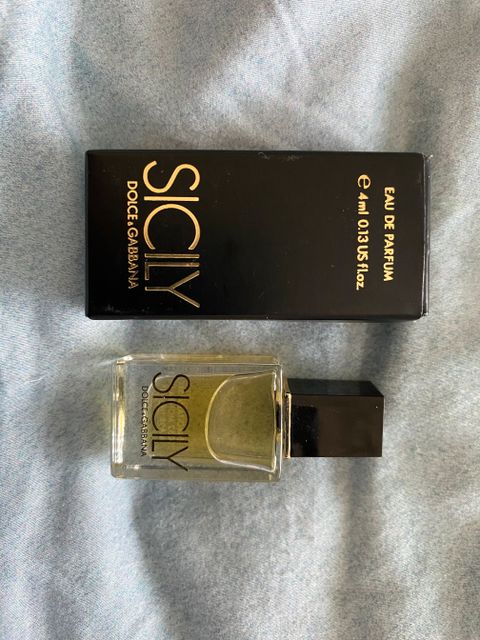 EAU DE PARFUM
℮ 4ml 0.13 US fl.oz.
SICILY
DOLCE&GABBANA
SICILY
DOLCE&GABBANA